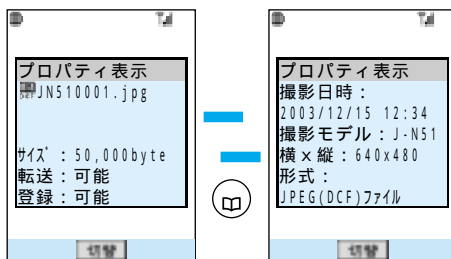 プロパティ表示
JN510001.jpg
ｻｲｽﾞ：50,000byte
転送：可能
登録：可能
切替
プロパティ表示
撮影日時：
2003/12/15 12:34
撮影モデル：J-N51
横×縦：640x480
形式：
JPEG(DCF)ﾌｧｲﾙ
切替